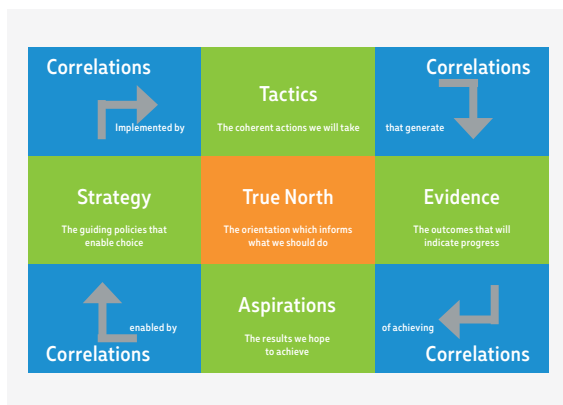 Correlations
Implemented by
Tactics
The coherent actions we will take
Correlations
that generate
Strategy
The guiding policies that
enable choice
True North
The orientation which informs
what we should do
Evidence
The outcomes that will
indicate progress
enabled by
Correlations
Aspirations
The results we hope
to achieve
of achieving
Correlations